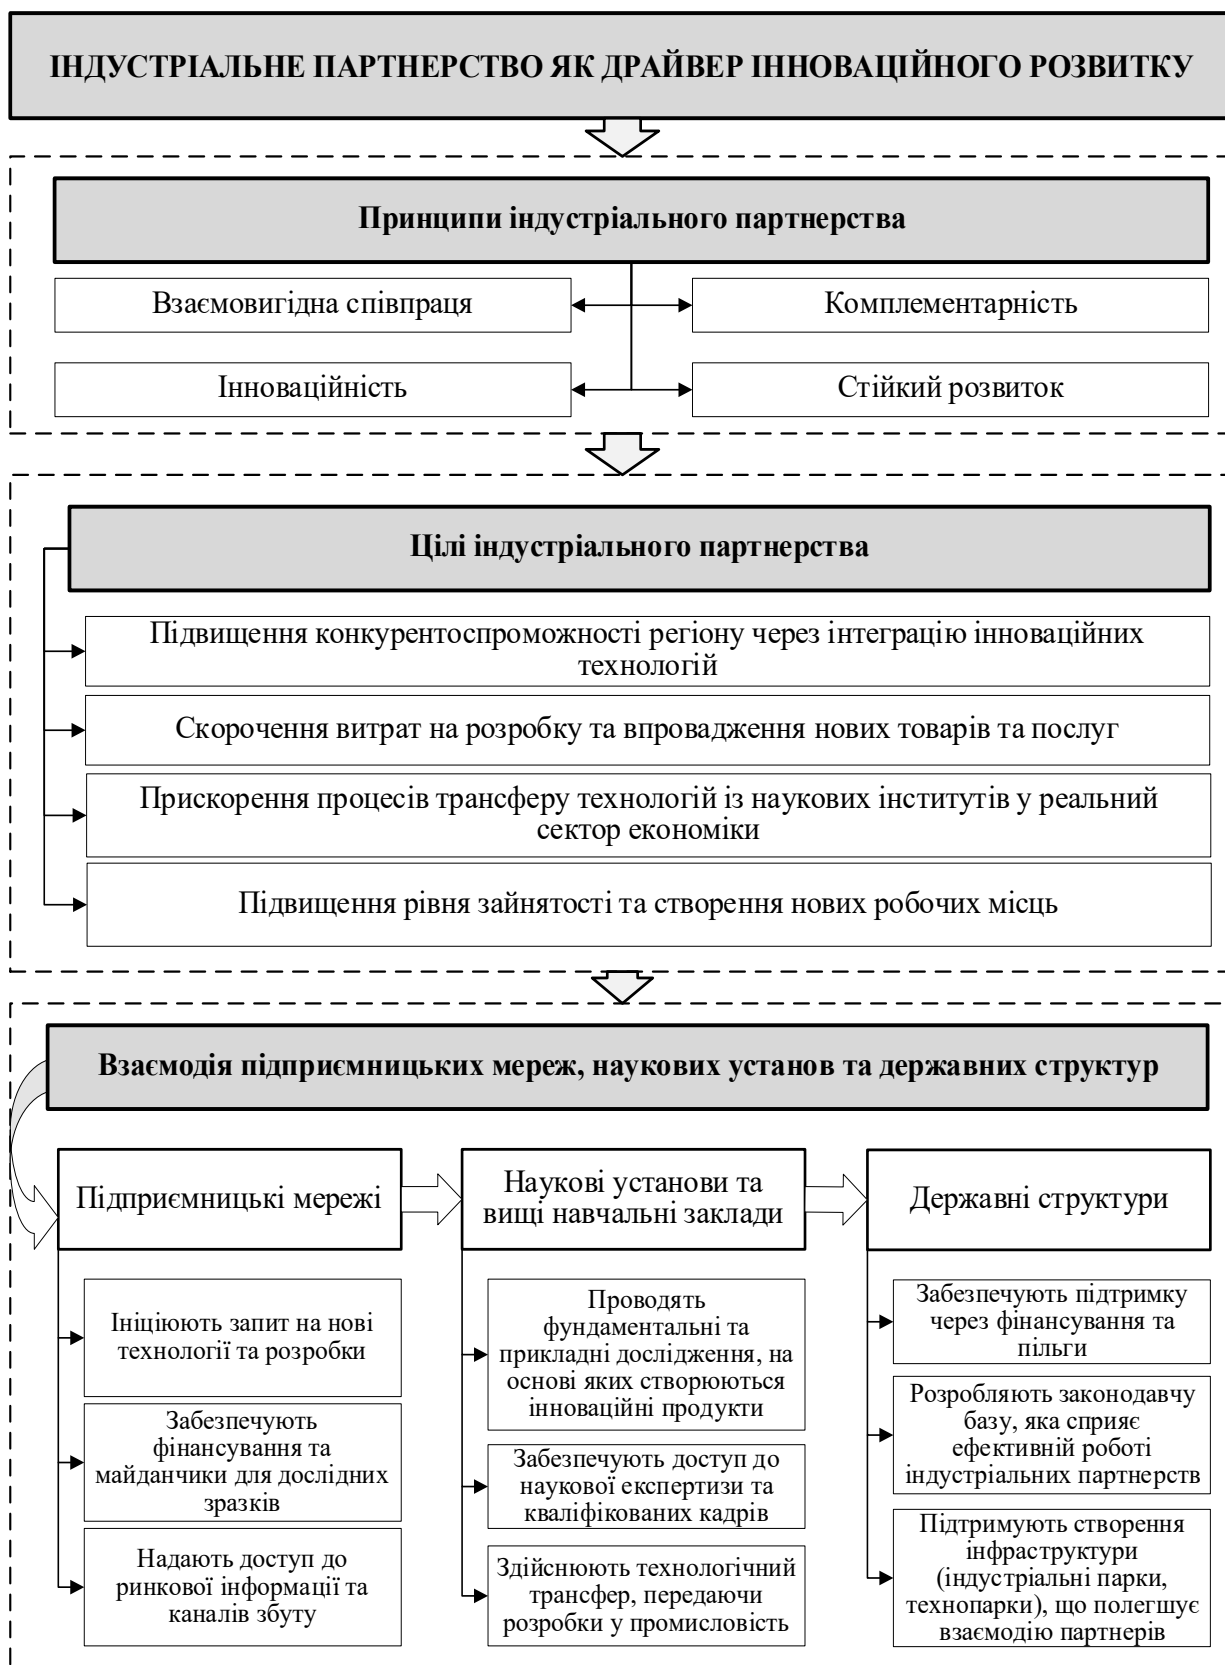 ІНДУСТРІАЛЬНЕ ПАРТНЕРСТВО ЯК ДРАЙВЕР ІННОВАЦІЙНОГО РОЗВИТКУ
Принципи індустріального партнерства
Взаємовигідна співпраця
Комплементарність
Інноваційність
Стійкий розвиток
Цілі індустріального партнерства
Підвищення конкурентоспроможності регіону через інтеграцію інноваційних
технологій
Скорочення витрат на розробку та впровадження нових товарів та послуг
Прискорення процесів трансферу технологій із наукових інститутів у реальний
сектор економіки
Підвищення рівня зайнятості та створення нових робочих місць
Взаємодія підприємницьких мереж, наукових установ та державних структур
Підприємницькі мережі
Ініціюють запит на нові
технології та розробки
Забезпечують
фінансування та
майданчики для дослідних
зразків
Надають доступ до
ринкової інформації та
каналів збуту
Наукові установи та
вищі навчальні заклади
Проводять
фундаментальні та
прикладні дослідження, на
основі яких створюються
інноваційні продукти
Забезпечують доступ до
наукової експертизи та
кваліфікованих кадрів
Здійснюють технологічний
трансфер, передаючи
розробки у промисловість
Державні структури
Забезпечують підтримку
через фінансування та
пільги
Розробляють законодавчу
базу, яка сприяє
ефективній роботі
індустріальних партнерств
Підтримують створення
інфраструктури
(індустріальні парки,
технопарки), що полегшує
взаємодію партнерів